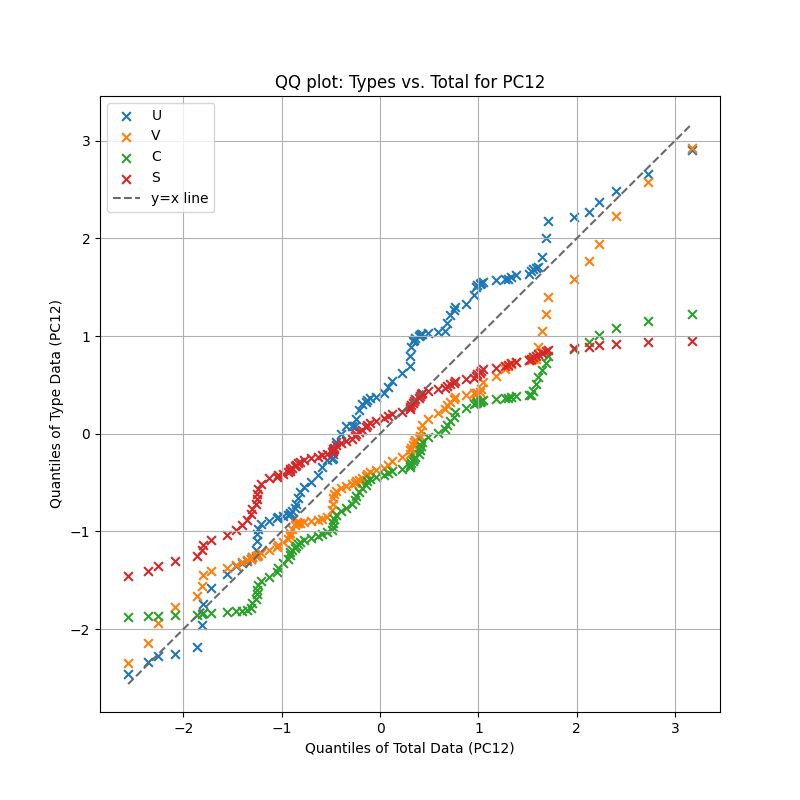 QQ plot: Types vs. Total for PC12
U
V
C
S
y=x line
Quantiles of Type Data (PC12)
3
2
1
0
−1
−2
−2
−1
0
1
2
3
Quantiles of Total Data (PC12)